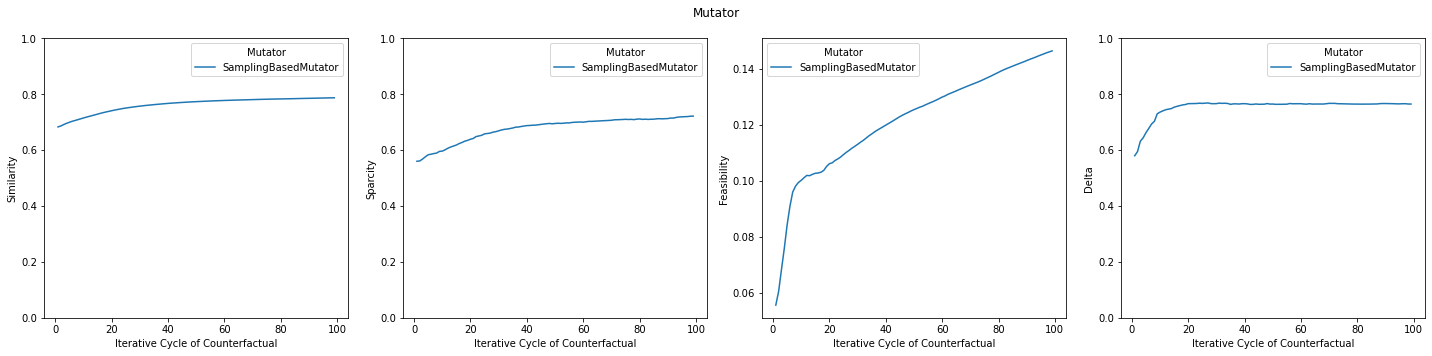 Mutator
Similarity
1.0
0.8
0.6
0.4
0.2
0.0
Mutator
SamplingBasedMutator
0 20 40 60 80 100
Iterative Cycle of Counterfactual
Sparcity
1.0
0.8
0.6
0.4
0.2
0.0
Mutator
SamplingBasedMutator
0 20 40 60 80 100
Iterative Cycle of Counterfactual
Feasibility
0.14
0.12
0.10
0.08
0.06
Mutator
SamplingBasedMutator
0 20 40 60 80 100
Iterative Cycle of Counterfactual
Delta
1.0
0.8
0.6
0.4
0.2
0.0
Mutator
SamplingBasedMutator
0 20 40 60 80 100
Iterative Cycle of Counterfactual